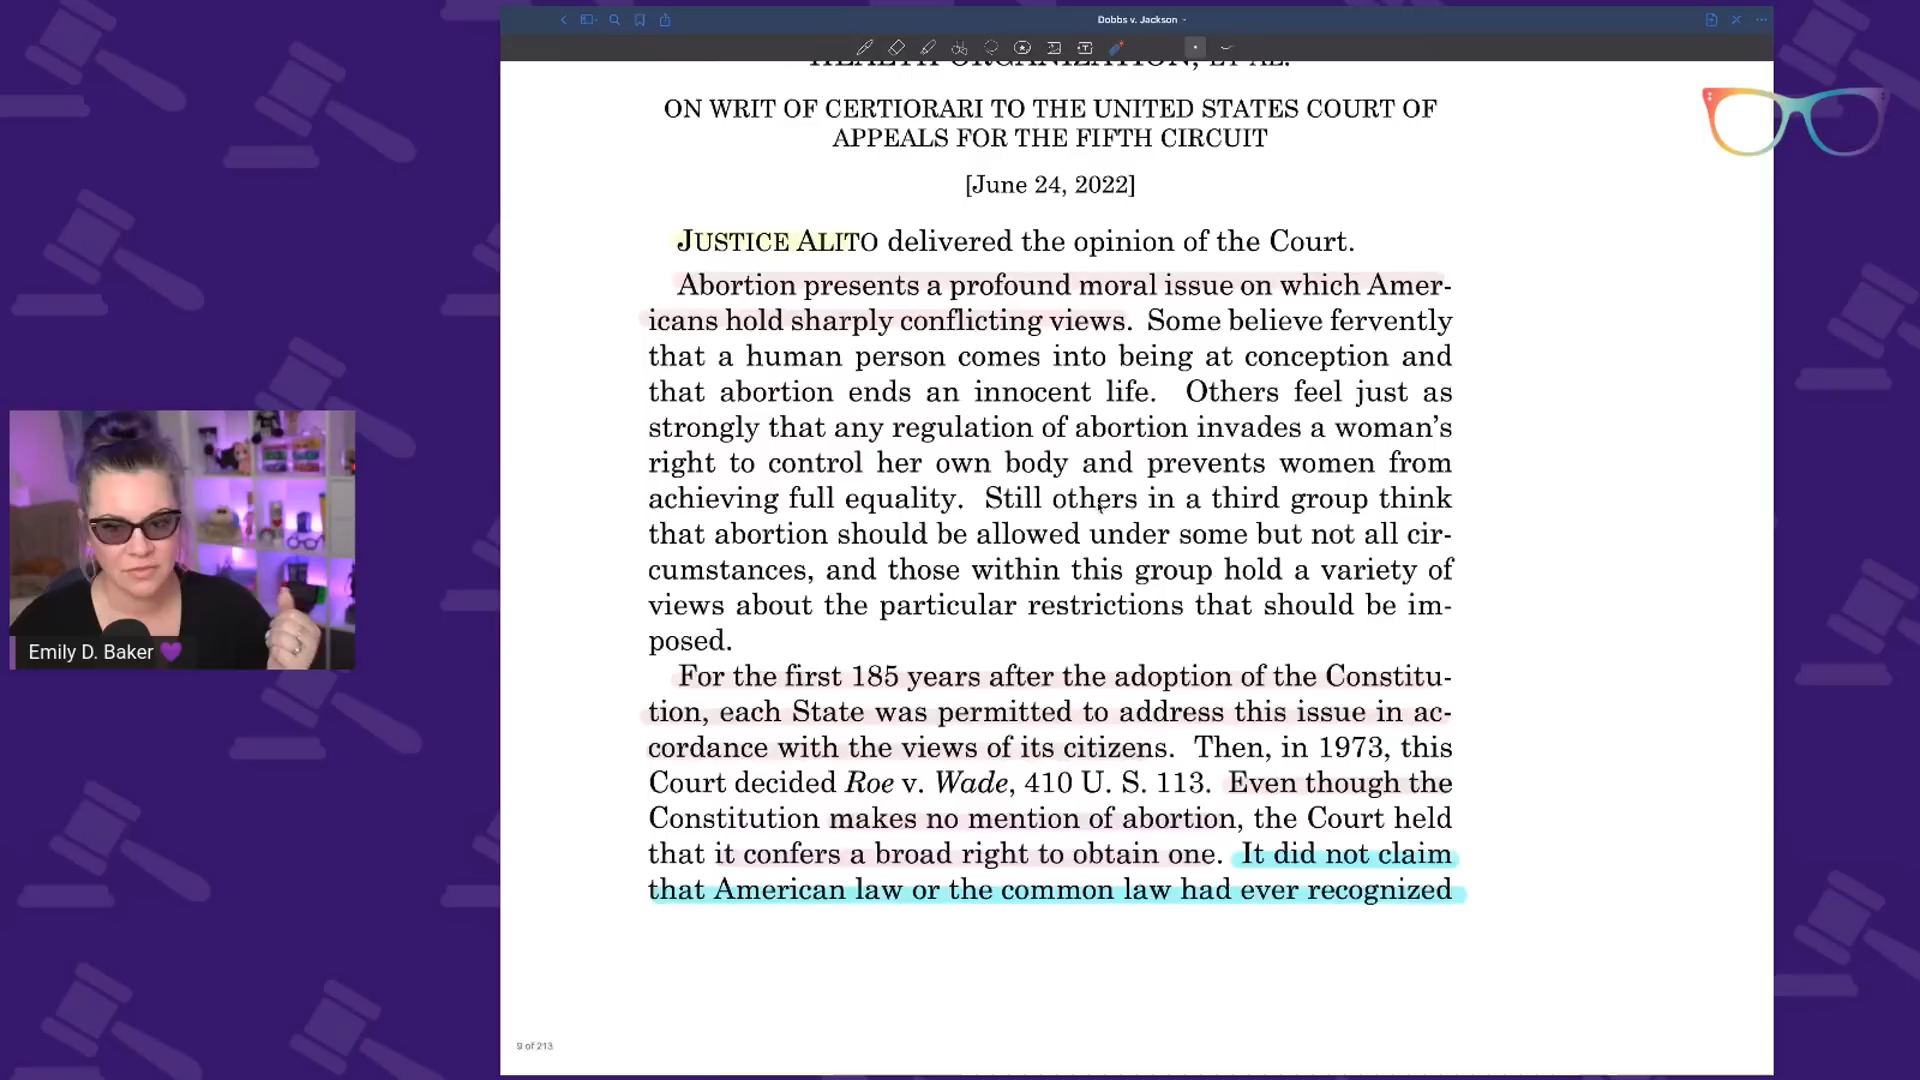 Dobbs v. Jackson
HEALTH ORGANIZATION, ET AL.
ON WRIT OF CERTIORARI TO THE UNITED STATES COURT OF
APPEALS FOR THE FIFTH CIRCUIT
[June 24, 2022]
JUSTICE ALITO delivered the opinion of the Court.
Abortion presents a profound moral issue on which Amer-
icans hold sharply conflicting views. Some believe fervently
that a human person comes into being at conception and
that abortion ends an innocent life. Others feel just as
strongly that any regulation of abortion invades a woman's
right to control her own body and prevents women from
achieving full equality. Still others in a third group think
that abortion should be allowed under some but not all cir-
cumstances, and those within this group hold a variety of
views about the particular restrictions that should be im-
posed.
For the first 185 years after the adoption of the Constitu-
tion, each State was permitted to address this issue in ac-
cordance with the views of its citizens. Then, in 1973, this
Court decided Roe v. Wade, 410 U. S. 113. Even though the
Constitution makes no mention of abortion, the Court held
that it confers a broad right to obtain one. It did not claim
that American law or the common law had ever recognized
9 of 213
Emily D. Baker